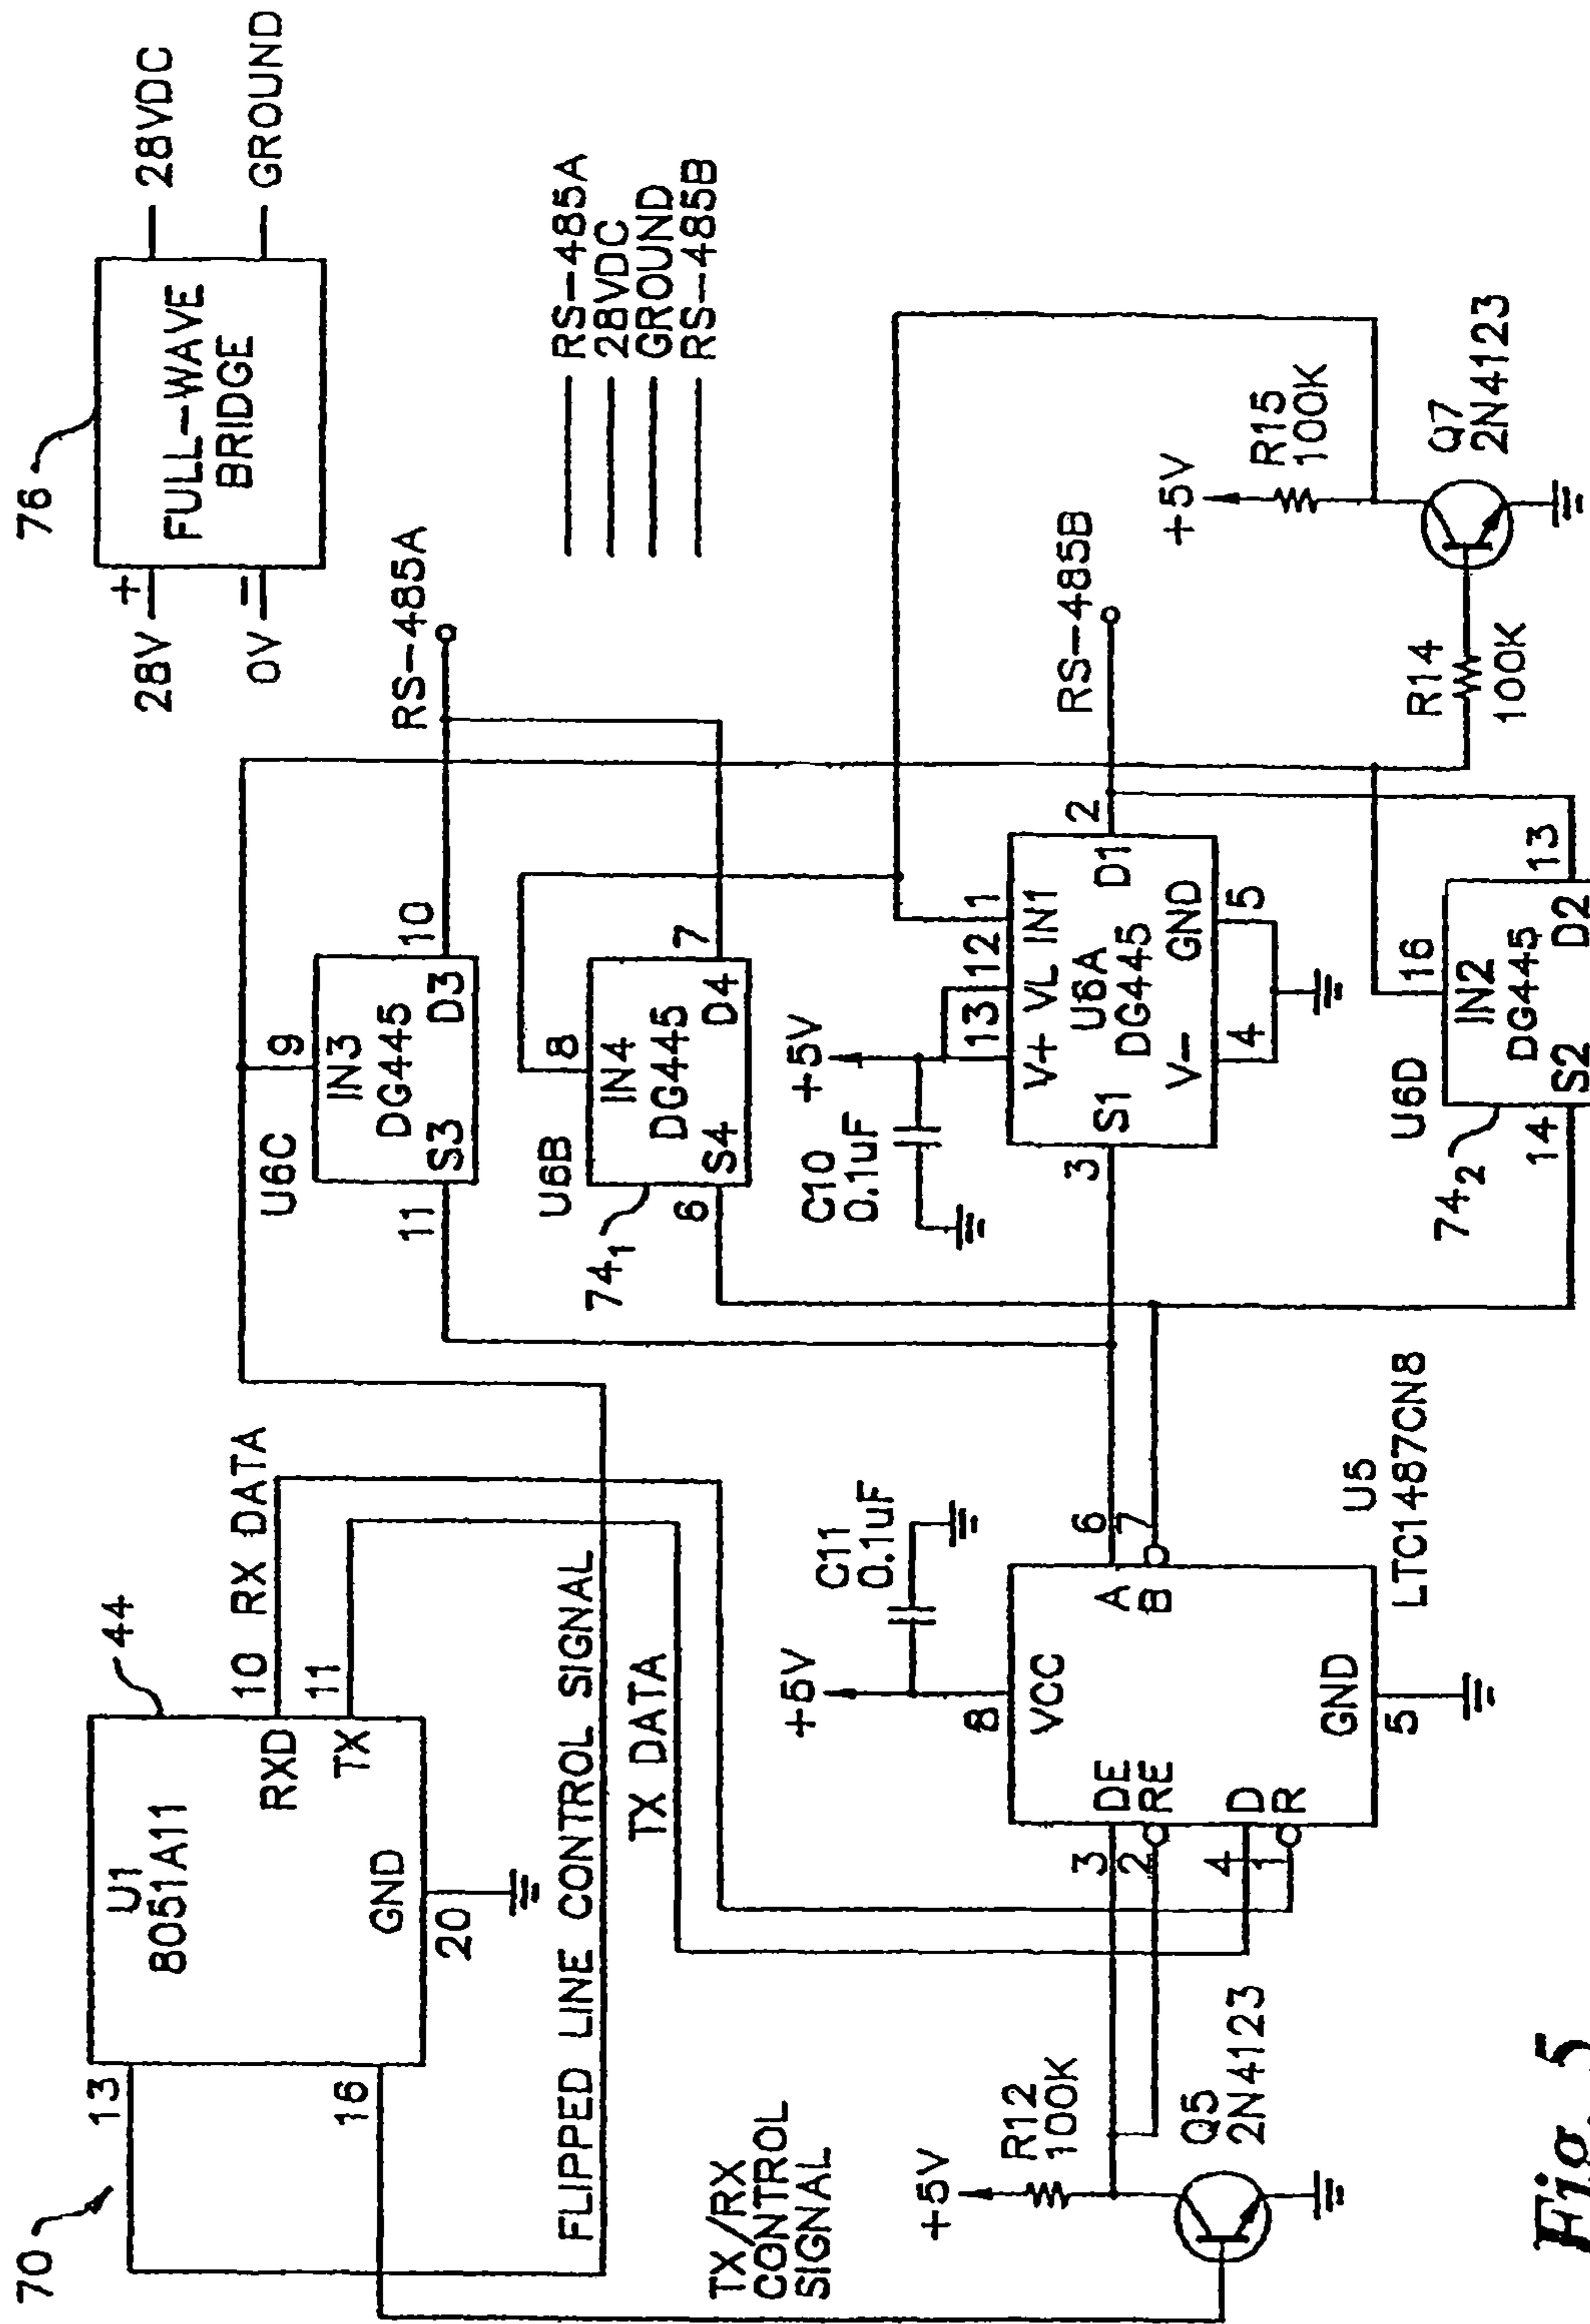 70
13
16
U1
8051A11
GND
20
RXD
TX
44
10 RX DATA
11
FLIPPED LINE CONTROL SIGNAL
TX DATA
TX/RX
CONTROL
SIGNAL
+5V
R12
100K
Q5
2N4123
3
2
4
1
DE
RE
D
R
VCC
8
+5V
C11
0.1uF
GND
5
A
B
6
7
U5
LTC1487CN8
U6C
9
IN3
DG445
S3
D3
11
10
U6B
8
IN4
DG445
S4
D4
6
7
74₁
+5V
C10
0.1uF
13
12
1
V+ VL IN1
U6A
DG445
S1
D1
3
2
V- GND
4
5
U6D
16
IN2
DG445
S2
D2
14
13
74₂
RS-485A
RS-485B
R14
100K
+5V
R15
100K
Q7
2N4123
76
FULL-WAVE
BRIDGE
28V
+
0V
-
28VDC
GROUND
RS-485A
28VDC
GROUND
RS-485B
Fig. 5